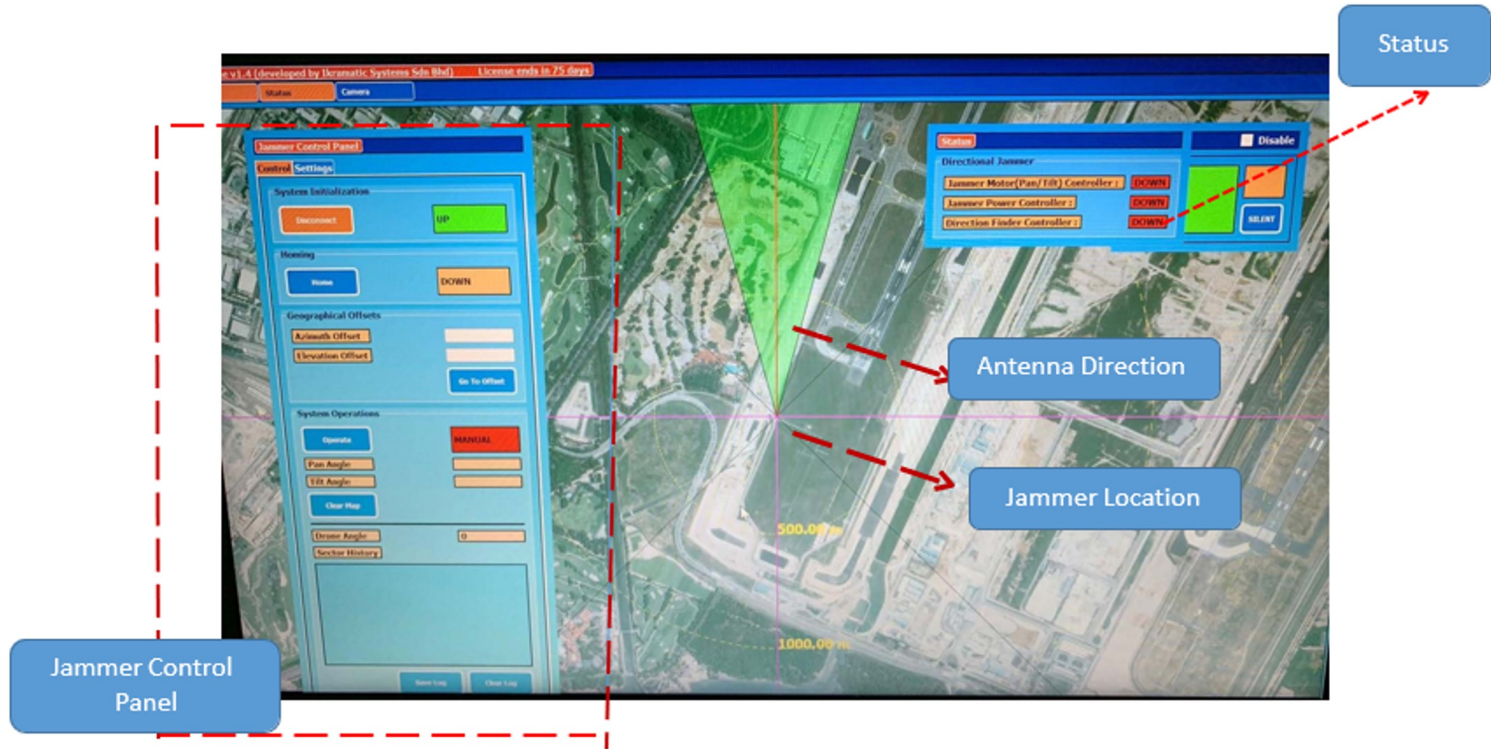 Status
e v1.4 (developed by Ikramatic Systems Sdn Bhd) License ends in 75 days
Status Camera
Jammer Control Panel
Control Settings
System Initialization
Disconnect UP
Homing
Home DOWN
Geographical Offsets
Azimuth Offset
Elevation Offset
Go To Offset
System Operations
Operate MANUAL
Pan Angle
Tilt Angle
Clear Map
Drone Angle 0
Sector History
Save Log Clear Log
Status Disable
Directional Jammer
Jammer Motor(Pan/Tilt) Controller : DOWN
Jammer Power Controller : DOWN
Direction Finder Controller : DOWN
SILENT
Antenna Direction
Jammer Location
500.00 m
1000.00 m
Jammer Control
Panel